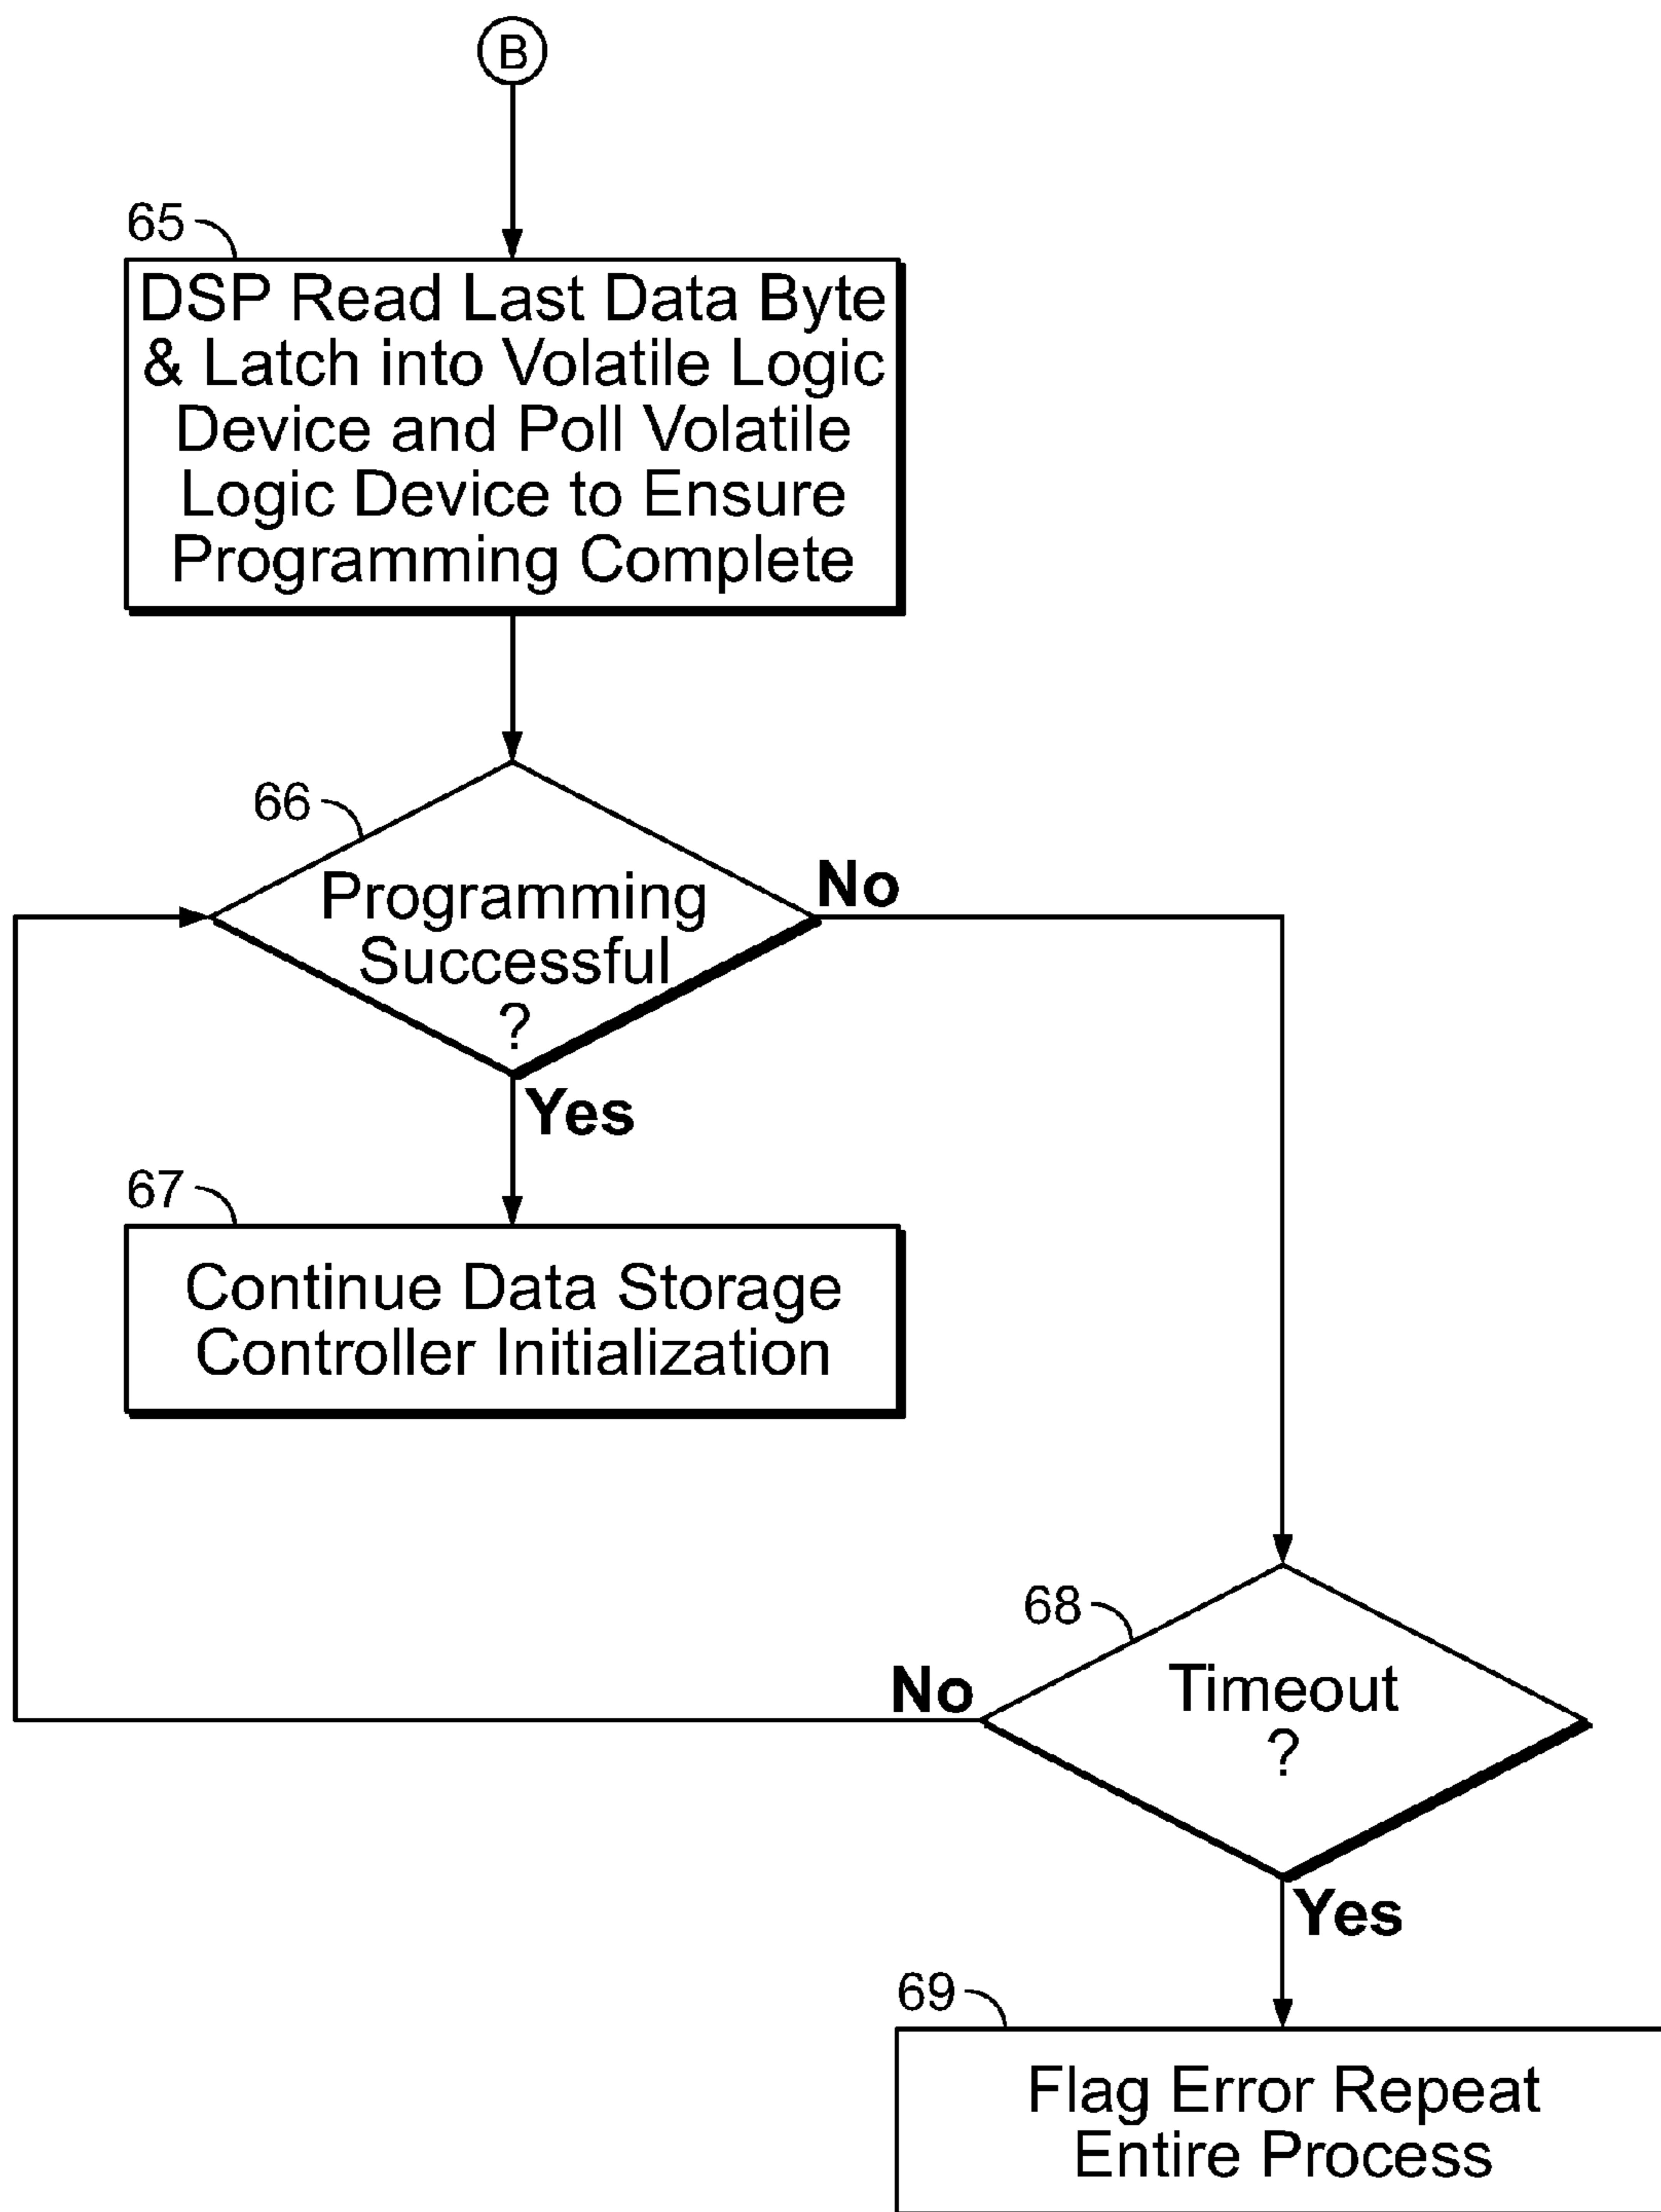 B
65
DSP Read Last Data Byte
& Latch into Volatile Logic
Device and Poll Volatile
Logic Device to Ensure
Programming Complete
66
Programming
Successful
?
No
Yes
67
Continue Data Storage
Controller Initialization
68
Timeout
?
No
Yes
69
Flag Error Repeat
Entire Process